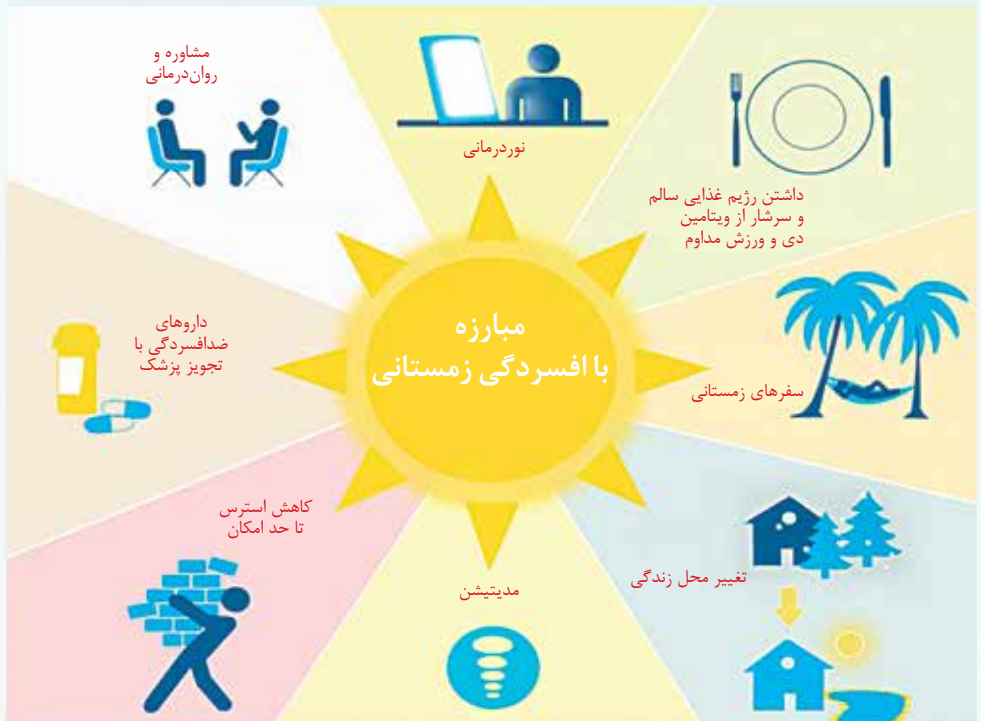 مبارزه
با افسردگی زمستانی
نوردرمانی
داشتن رژیم غذایی سالم
و سرشار از ویتامین
دی و ورزش مداوم
سفرهای زمستانی
تغییر محل زندگی
مدیتیشن
کاهش استرس
تا حد امکان
داروهای
ضدافسردگی با
تجویز پزشک
مشاوره و
روان‌درمانی